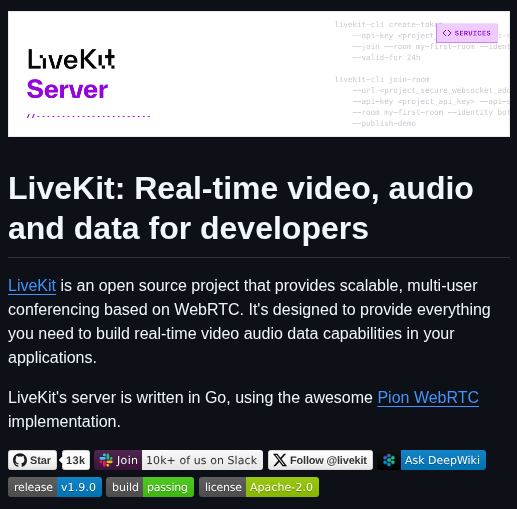 livekit-cli create-token
<> SERVICES
--api-key <project_
--join --room my-first-room --ident
--valid-for 24h
LiveKit
Server
//-----------------------
livekit-cli join-room
--url <project_secure_websocket_add
--api-key <project_api_key> --api-s
--room my-first-room --identity bot
--publish-demo
LiveKit: Real-time video, audio
and data for developers
LiveKit is an open source project that provides scalable, multi-user
conferencing based on WebRTC. It's designed to provide everything
you need to build real-time video audio data capabilities in your
applications.
LiveKit's server is written in Go, using the awesome Pion WebRTC
implementation.
Star 13k Join 10k+ of us on Slack Follow @livekit Ask DeepWiki
release v1.9.0 build passing license Apache-2.0